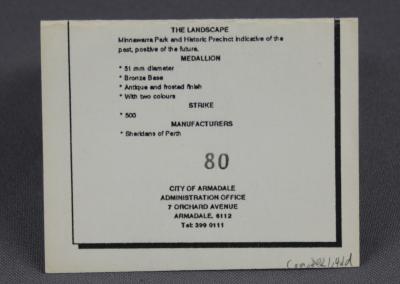 THE LANDSCAPE
Minnawarra Park and Historic Precinct indicative of the
past, positive of the future.
MEDALLION
* 51 mm diameter
* Bronze Base
* Antique and frosted finish
* With two colours
STRIKE
* 500
MANUFACTURERS
* Sheridans of Perth
80
CITY OF ARMADALE
ADMINISTRATION OFFICE
7 ORCHARD AVENUE
ARMADALE, 6112
Tel: 399 0111